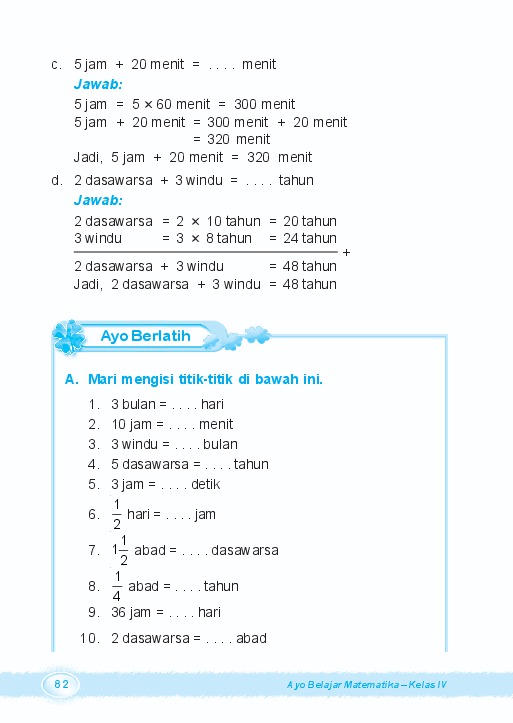 c. 5 jam + 20 menit = . . . . menit
Jawab:
5 jam = 5 × 60 menit = 300 menit
5 jam + 20 menit = 300 menit + 20 menit
= 320 menit
Jadi, 5 jam + 20 menit = 320 menit
d. 2 dasawarsa + 3 windu = . . . . tahun
Jawab:
2 dasawarsa = 2 × 10 tahun = 20 tahun
3 windu = 3 × 8 tahun = 24 tahun
+
2 dasawarsa + 3 windu = 48 tahun
Jadi, 2 dasawarsa + 3 windu = 48 tahun
Ayo Berlatih
A. Mari mengisi titik-titik di bawah ini.
1. 3 bulan = . . . . hari
2. 10 jam = . . . . menit
3. 3 windu = . . . . bulan
4. 5 dasawarsa = . . . . tahun
5. 3 jam = . . . . detik
6. 1/2 hari = . . . . jam
7. 1 1/2 abad = . . . . dasawarsa
8. 1/4 abad = . . . . tahun
9. 36 jam = . . . . hari
10. 2 dasawarsa = . . . . abad
82 Ayo Belajar Matematika – Kelas IV